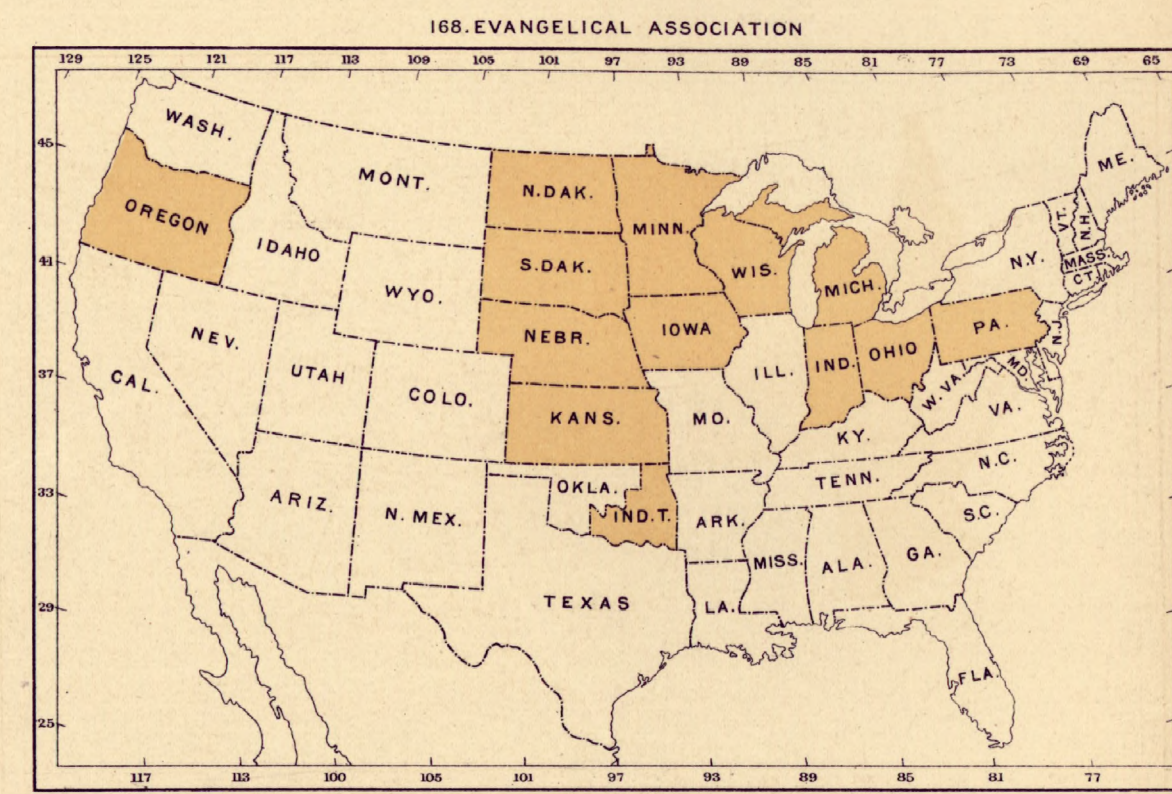 168. EVANGELICAL ASSOCIATION
129 125 121 117 113 109 105 101 97 93 89 85 81 77 73 69 65
45
41
37
33
29
25
WASH.
OREGON
IDAHO
MONT.
N.DAK.
MINN.
WIS.
MICH.
N.Y.
VT.
N.H.
ME.
MASS.
CT.
S.DAK.
WYO.
NEBR.
IOWA
ILL.
IND.
OHIO
PA.
N.J.
MD.
CAL.
NEV.
UTAH
COLO.
KANS.
MO.
KY.
W.VA.
VA.
ARIZ.
N. MEX.
OKLA.
IND.T.
ARK.
TENN.
N.C.
S.C.
TEXAS
LA.
MISS.
ALA.
GA.
FLA
117 113 100 105 101 97 93 89 85 81 77